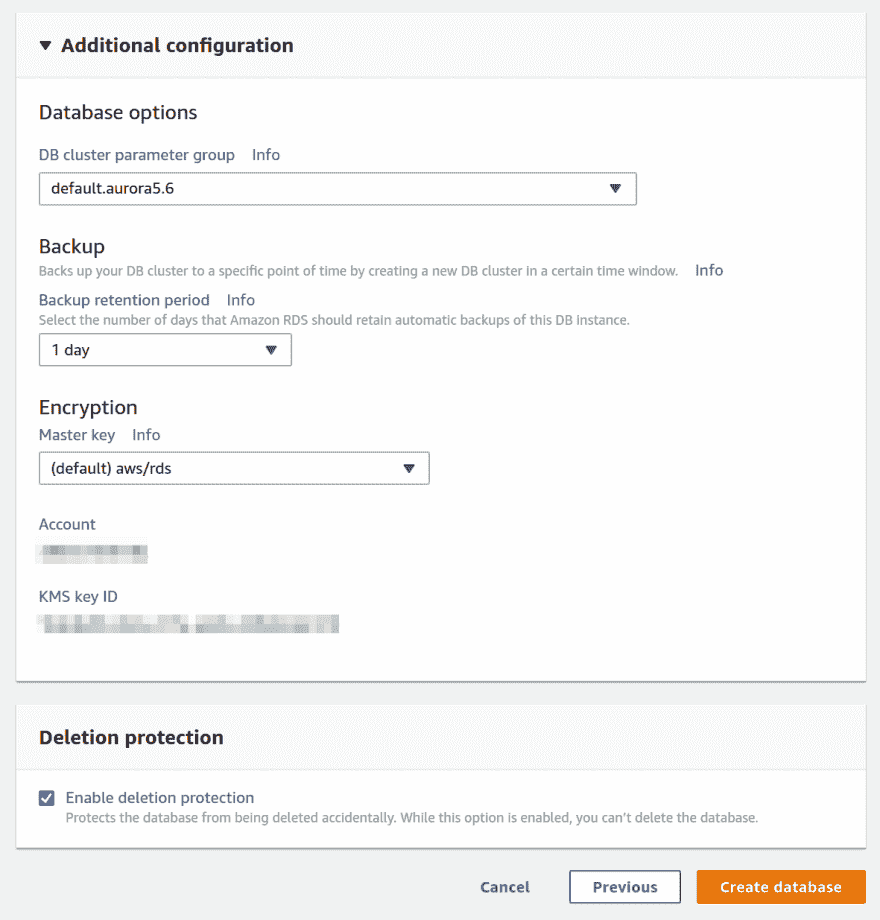 Additional configuration
Database options
DB cluster parameter group Info
default.aurora5.6
Backup
Backs up your DB cluster to a specific point of time by creating a new DB cluster in a certain time window. Info
Backup retention period Info
Select the number of days that Amazon RDS should retain automatic backups of this DB instance.
1 day
Encryption
Master key Info
(default) aws/rds
Account
KMS key ID
Deletion protection
Enable deletion protection
Protects the database from being deleted accidentally. While this option is enabled, you can't delete the database.
Cancel Previous Create database